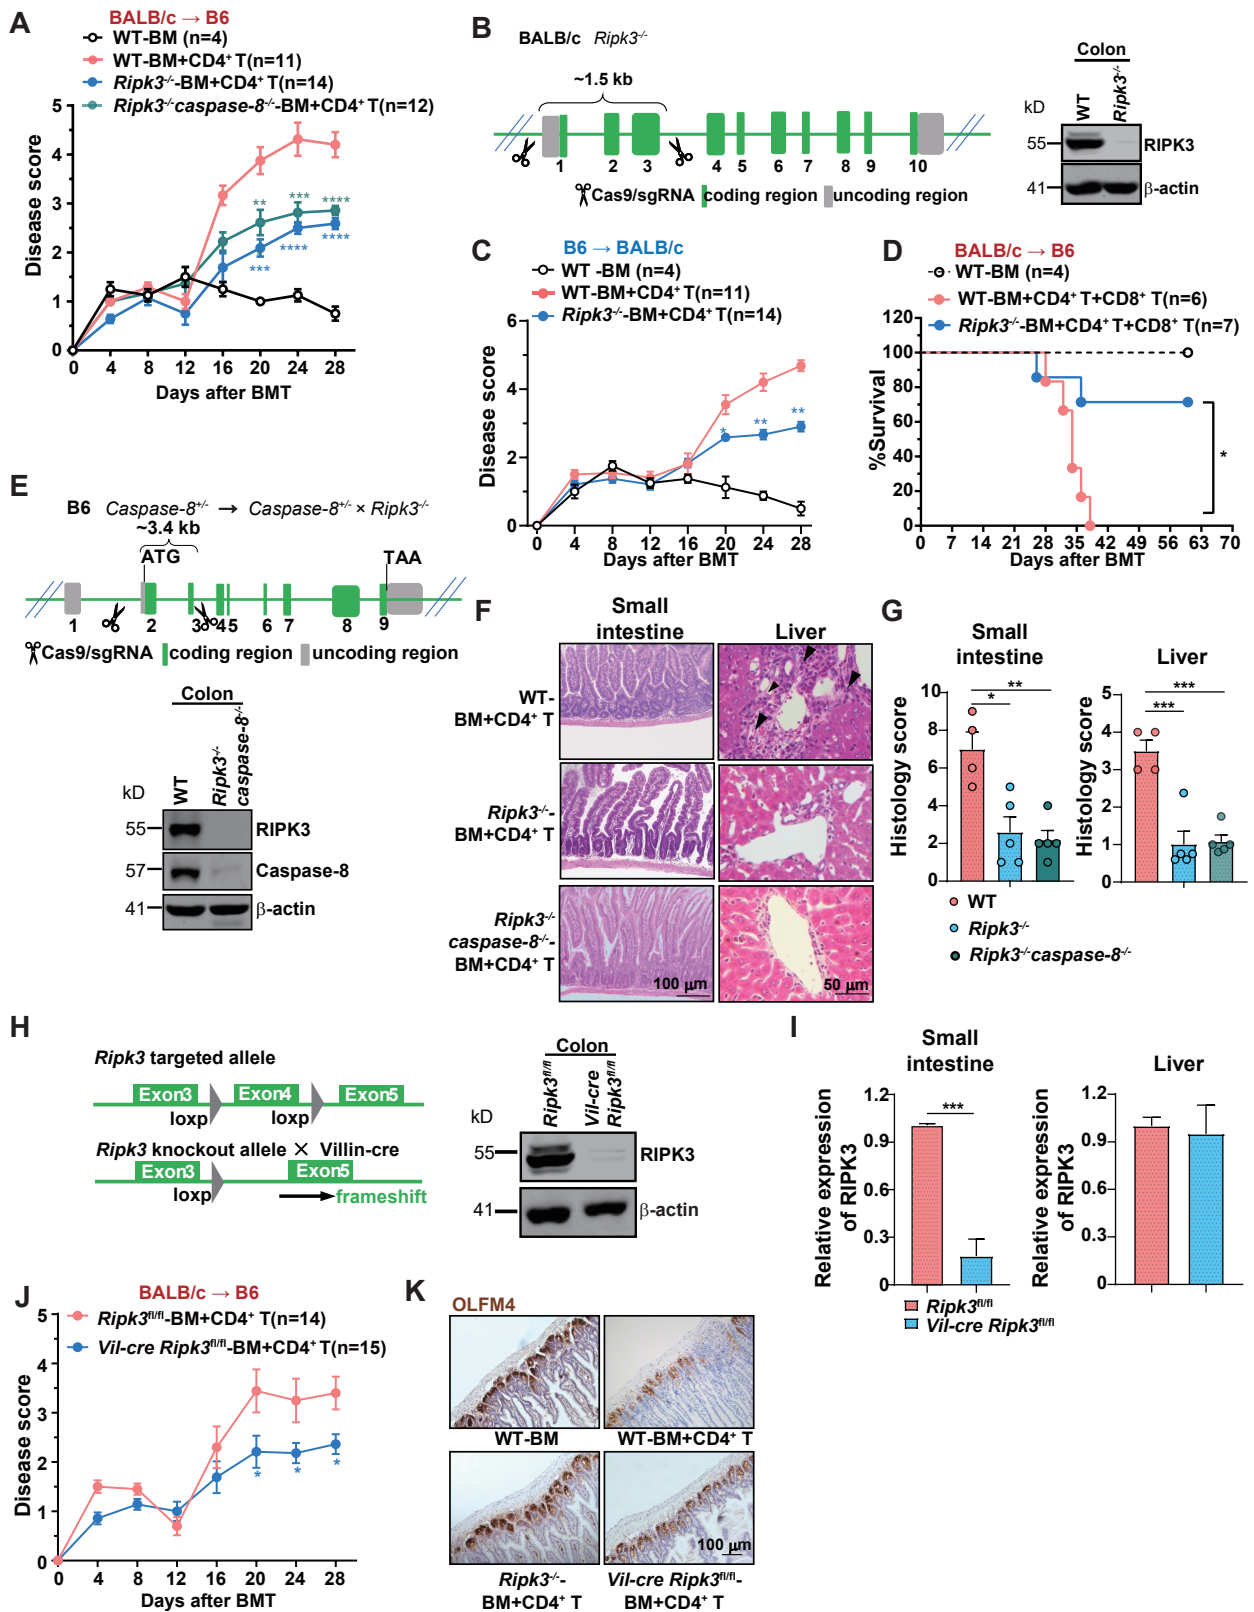 A
BALB/c → B6
WT-BM (n=4)
WT-BM+CD4⁺ T(n=11)
Ripk3⁻/⁻-BM+CD4⁺ T(n=14)
Ripk3⁻/⁻caspase-8⁻/⁻-BM+CD4⁺ T(n=12)
Disease score
5
4
3
2
1
0
** *** ****
*** **** ****
0 4 8 12 16 20 24 28
Days after BMT
B
BALB/c Ripk3⁻/⁻
~1.5 kb
1 2 3 4 5 6 7 8 9 10
Cas9/sgRNA coding region uncoding region
Colon
kD WT Ripk3⁻/⁻
55 RIPK3
41 β-actin
C
B6 → BALB/c
WT -BM (n=4)
WT-BM+CD4⁺ T(n=11)
Ripk3⁻/⁻-BM+CD4⁺ T(n=14)
Disease score
6
4
2
0
* ** **
0 4 8 12 16 20 24 28
Days after BMT
D
BALB/c → B6
WT-BM (n=4)
WT-BM+CD4⁺ T+CD8⁺ T(n=6)
Ripk3⁻/⁻-BM+CD4⁺ T+CD8⁺ T(n=7)
%Survival
120
100
80
60
40
20
0
*
0 7 14 21 28 35 42 49 56 63 70
Days after BMT
E
B6 Caspase-8⁺/⁻ → Caspase-8⁺/⁻ × Ripk3⁻/⁻
~3.4 kb
ATG TAA
1 2 3 4 5 6 7 8 9
Cas9/sgRNA coding region uncoding region
Colon
kD WT Ripk3⁻/⁻ caspase-8⁻/⁻
55 RIPK3
57 Caspase-8
41 β-actin
F
Small intestine
Liver
WT-
BM+CD4⁺ T
Ripk3⁻/⁻-
BM+CD4⁺ T
Ripk3⁻/⁻
caspase-8⁻/⁻-
BM+CD4⁺ T
100 μm
50 μm
G
Small intestine
Histology score
10
8
6
4
2
0
**
*
Liver
Histology score
5
4
3
2
1
0
***
***
WT
Ripk3⁻/⁻
Ripk3⁻/⁻caspase-8⁻/⁻
H
Ripk3 targeted allele
Exon3 Exon4 Exon5
loxp loxp
Ripk3 knockout allele × Villin-cre
Exon3 Exon5
loxp frameshift
Colon
kD Ripk3fl/fl Vil-cre Ripk3fl/fl
55 RIPK3
41 β-actin
I
Small intestine
Relative expression of RIPK3
1.2
0.9
0.6
0.3
0
***
Liver
Relative expression of RIPK3
1.2
0.9
0.6
0.3
0
Ripk3fl/fl
Vil-cre Ripk3fl/fl
J
BALB/c → B6
Ripk3fl/fl-BM+CD4⁺ T(n=14)
Vil-cre Ripk3fl/fl-BM+CD4⁺ T(n=15)
Disease score
5
4
3
2
1
0
* * *
0 4 8 12 16 20 24 28
Days after BMT
K
OLFM4
WT-BM
WT-BM+CD4⁺ T
100 μm
Ripk3⁻/⁻-
BM+CD4⁺ T
Vil-cre Ripk3fl/fl-
BM+CD4⁺ T